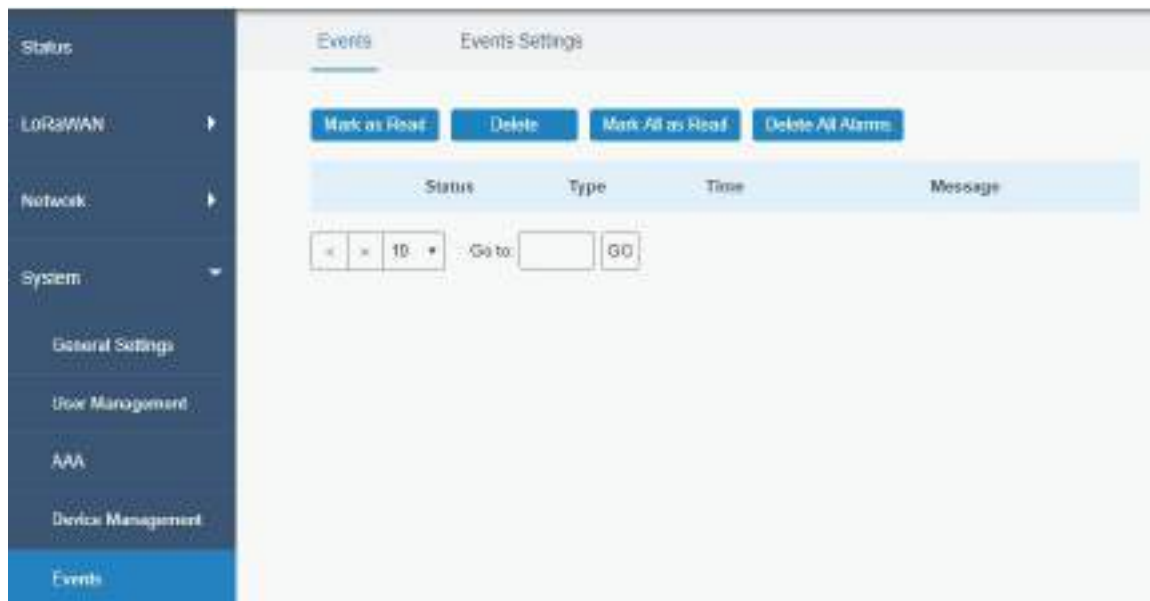 Status
LoRaWAN
Network
System
General Settings
User Management
AAA
Device Management
Events
Events Events Settings
Mark as Read Delete Mark All as Read Delete All Alarms
Status Type Time Message
< > 10 Go to: GO